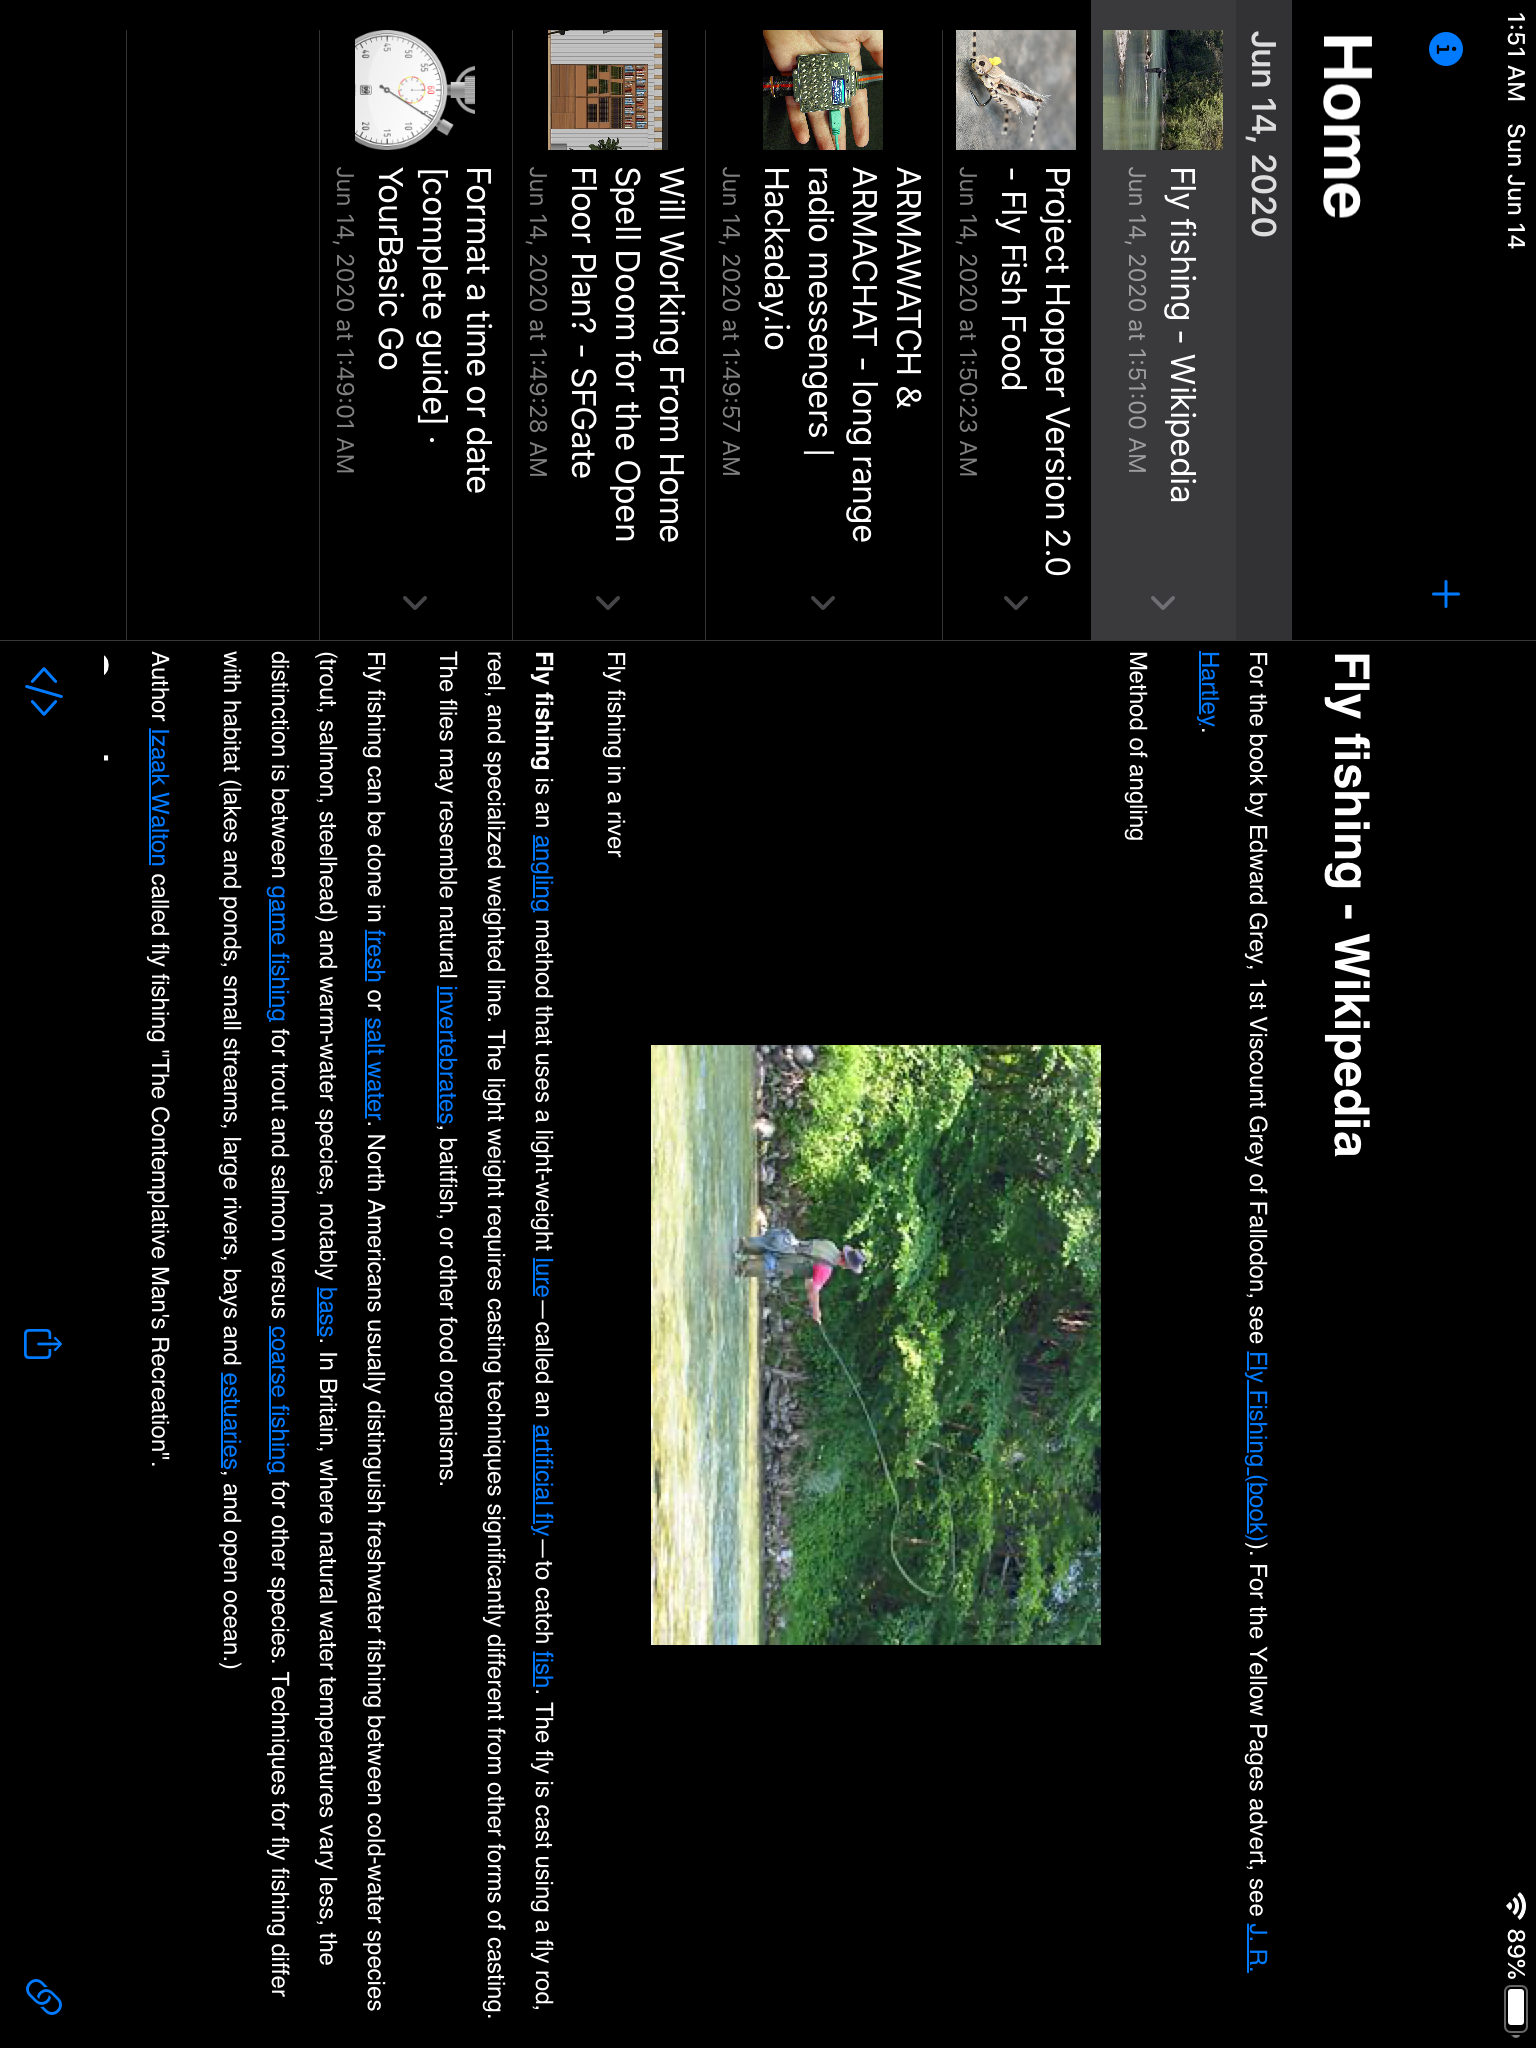 1:51 AM Sun Jun 14
89%
Home
Jun 14, 2020
Fly fishing - Wikipedia
Jun 14, 2020 at 1:51:00 AM
Project Hopper Version 2.0
- Fly Fish Food
Jun 14, 2020 at 1:50:23 AM
ARMAWATCH &
ARMACHAT - long range
radio messengers |
Hackaday.io
Jun 14, 2020 at 1:49:57 AM
Will Working From Home
Spell Doom for the Open
Floor Plan? - SFGate
Jun 14, 2020 at 1:49:28 AM
Format a time or date
[complete guide] ·
YourBasic Go
Jun 14, 2020 at 1:49:01 AM
Fly fishing - Wikipedia
For the book by Edward Grey, 1st Viscount Grey of Fallodon, see Fly Fishing (book)). For the Yellow Pages advert, see J. R.
Hartley.
Method of angling
Fly fishing in a river
Fly fishing is an angling method that uses a light-weight lure—called an artificial fly—to catch fish. The fly is cast using a fly rod,
reel, and specialized weighted line. The light weight requires casting techniques significantly different from other forms of casting.
The flies may resemble natural invertebrates, baitfish, or other food organisms.
Fly fishing can be done in fresh or salt water. North Americans usually distinguish freshwater fishing between cold-water species
(trout, salmon, steelhead) and warm-water species, notably bass. In Britain, where natural water temperatures vary less, the
distinction is between game fishing for trout and salmon versus coarse fishing for other species. Techniques for fly fishing differ
with habitat (lakes and ponds, small streams, large rivers, bays and estuaries, and open ocean.)
Author Izaak Walton called fly fishing "The Contemplative Man's Recreation".